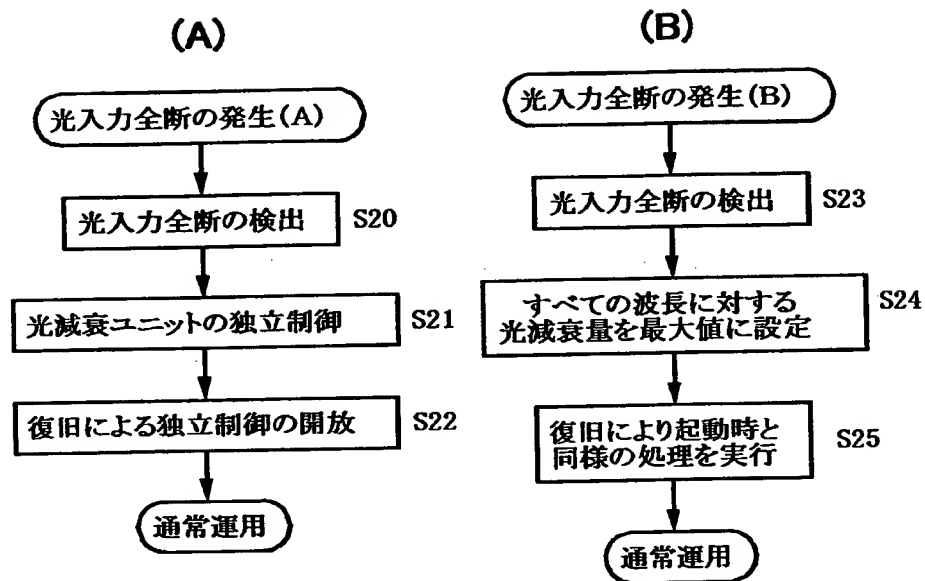 (A)
光入力全断の発生(A)
光入力全断の検出
S20
光減衰ユニットの独立制御
S21
復旧による独立制御の開放
S22
通常運用
(B)
光入力全断の発生(B)
光入力全断の検出
S23
すべての波長に対する
光減衰量を最大値に設定
S24
復旧により起動時と
同様の処理を実行
S25
通常運用